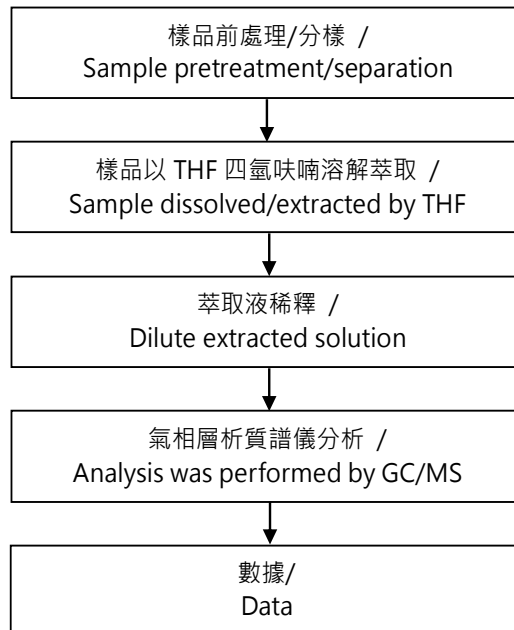 樣品前處理/分樣 /
Sample pretreatment/separation
樣品以 THF 四氫呋喃溶解萃取 /
Sample dissolved/extracted by THF
萃取液稀釋 /
Dilute extracted solution
氣相層析質譜儀分析 /
Analysis was performed by GC/MS
數據/
Data